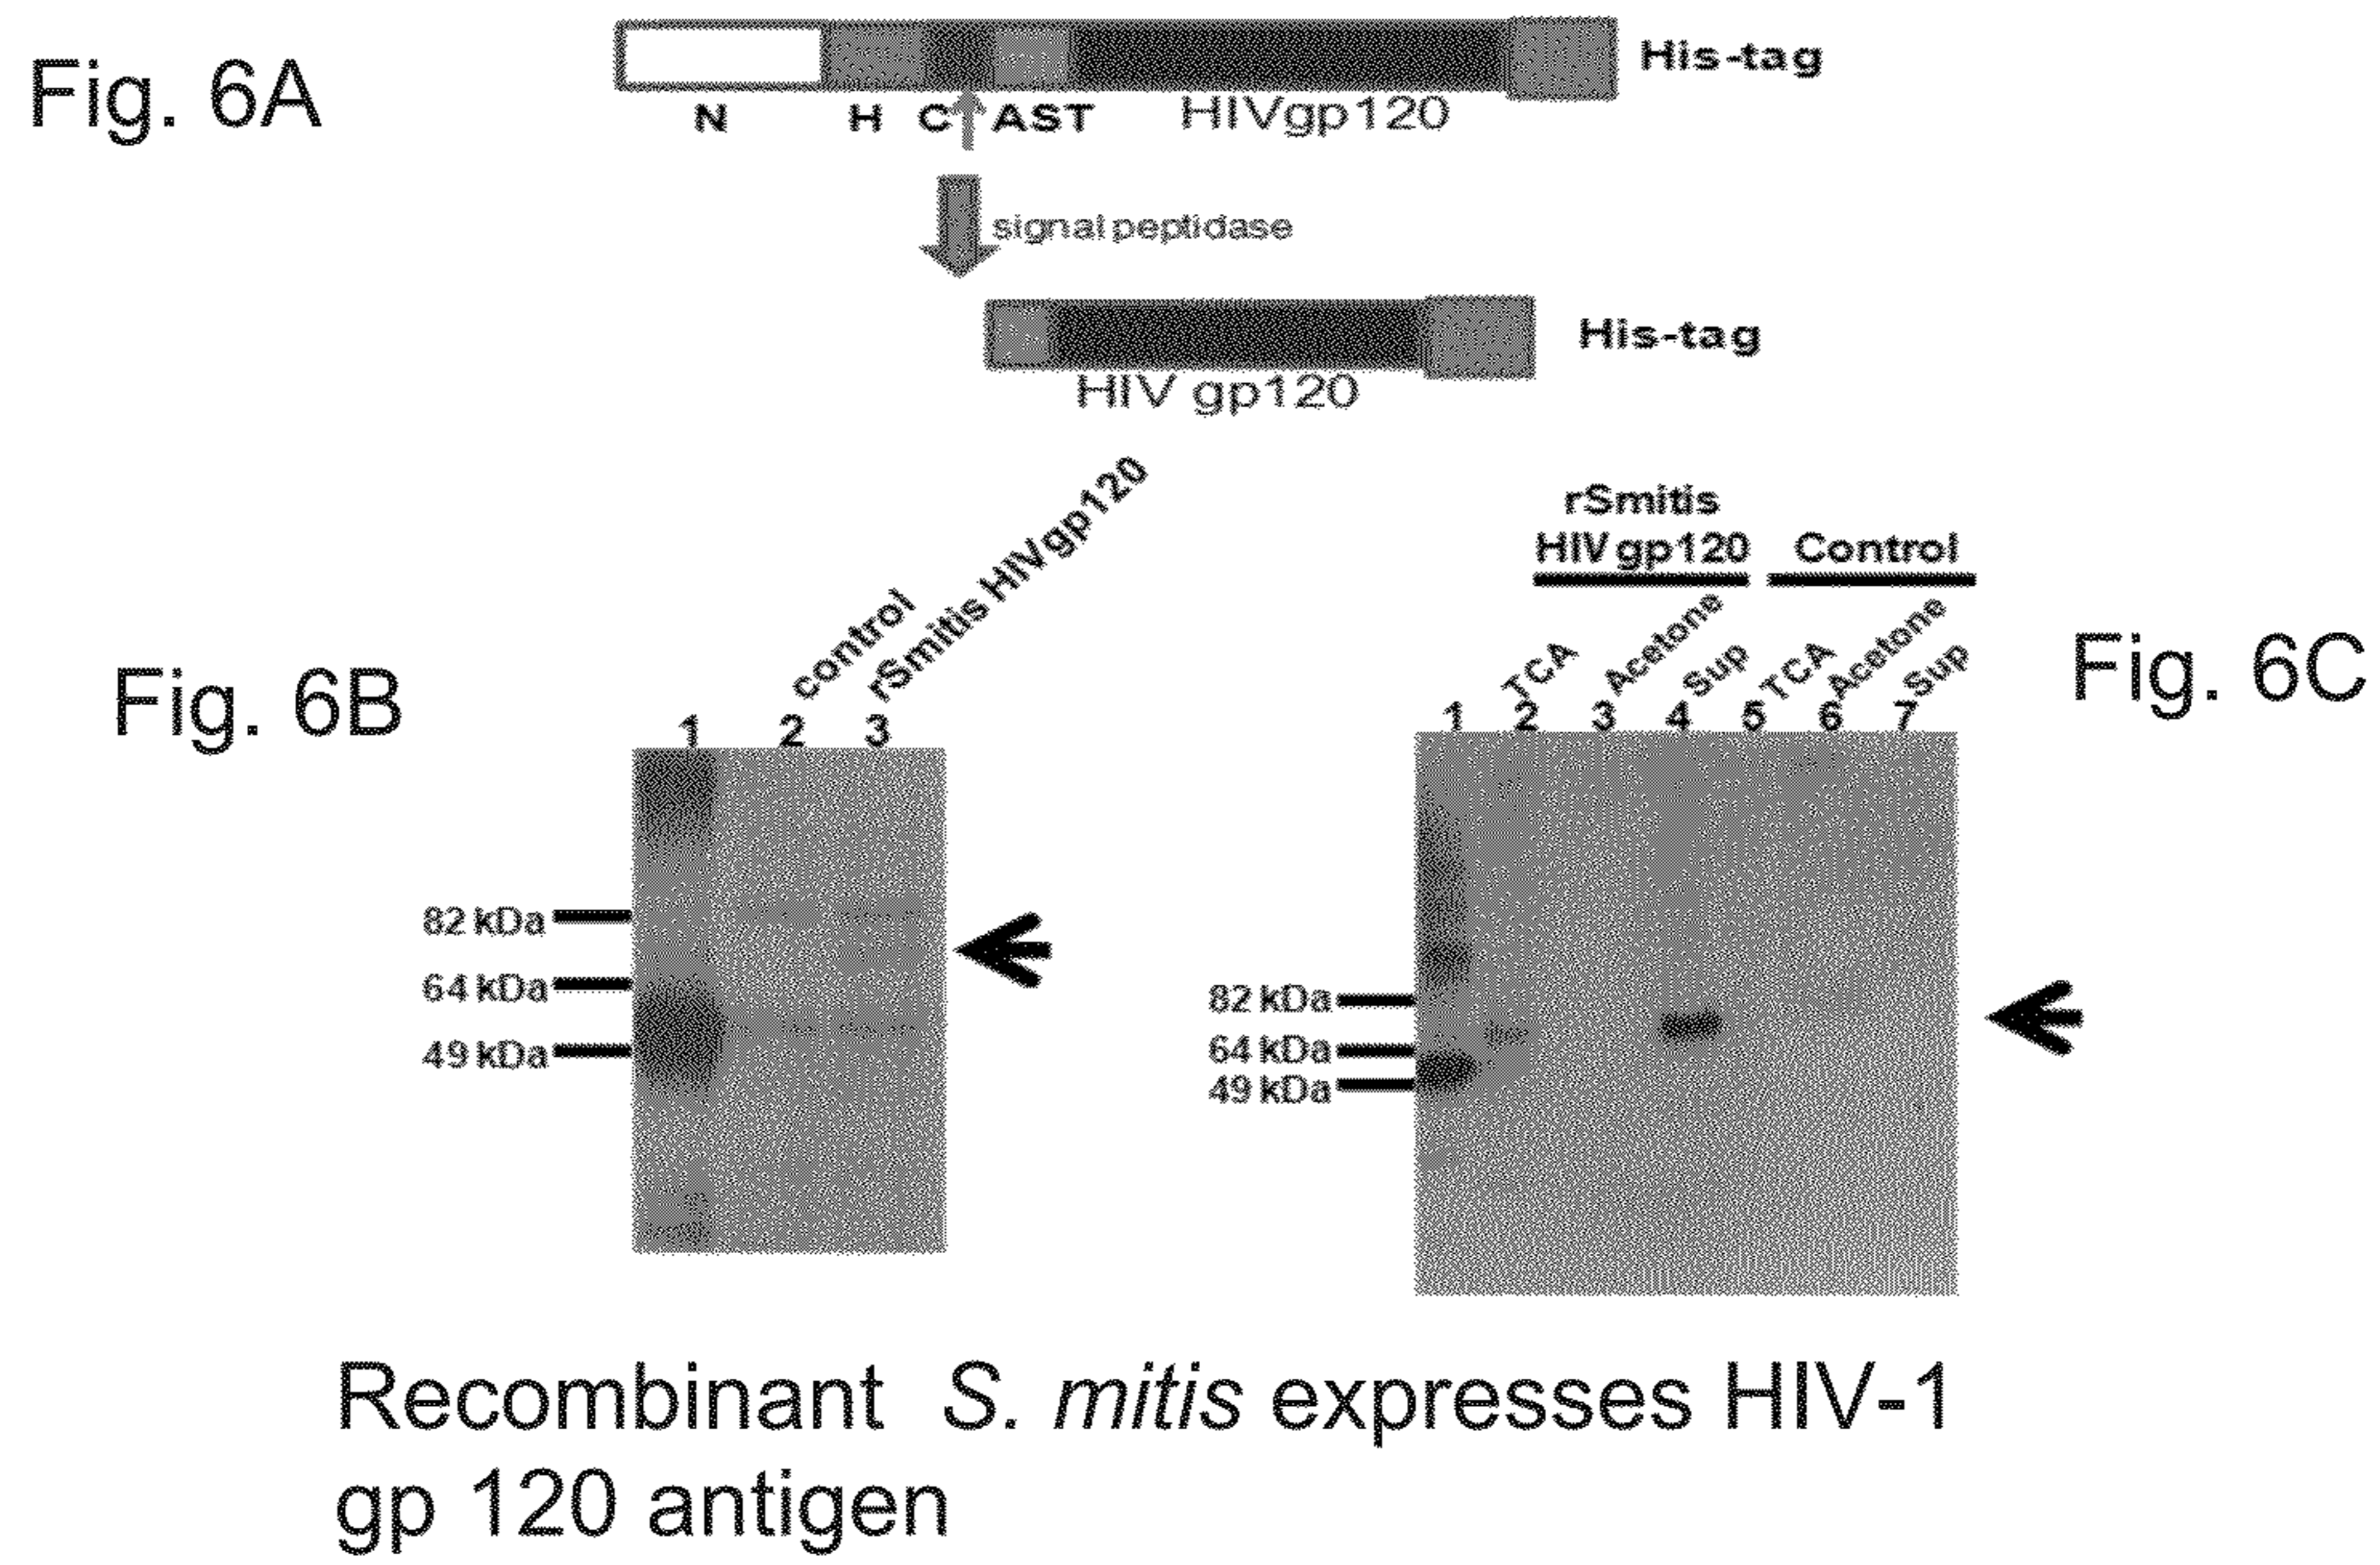 Fig. 6A
His-tag
N H C AST HIVgp120
signal peptidase
His-tag
HIV gp120
Fig. 6B
control
rSmitis HIVgp120
1 2 3
82 kDa
64 kDa
49 kDa
Fig. 6C
rSmitis
HIVgp120 Control
TCA Acetone Sup TCA Acetone Sup
1 2 3 4 5 6 7
82 kDa
64 kDa
49 kDa
Recombinant S. mitis expresses HIV-1
gp 120 antigen